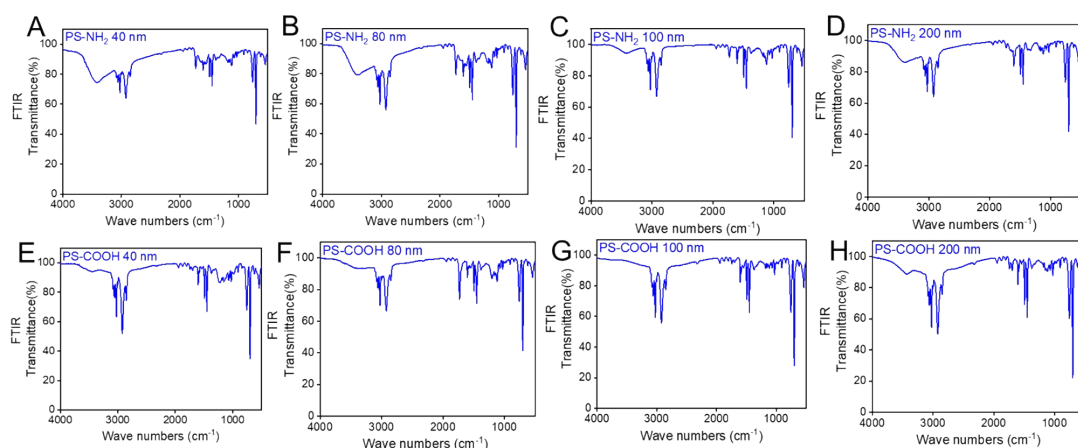 A
PS-NH₂ 40 nm
100
80
60
40
20
0
4000
3000
2000
1000
FTIR
Transmittance(%)
Wave numbers (cm⁻¹)
B
PS-NH₂ 80 nm
100
80
60
40
20
0
4000
3000
2000
1000
FTIR
Transmittance(%)
Wave numbers (cm⁻¹)
C
PS-NH₂ 100 nm
100
80
60
40
20
0
4000
3000
2000
1000
FTIR
Transmittance(%)
Wave numbers (cm⁻¹)
D
PS-NH₂ 200 nm
100
80
60
40
20
0
4000
3000
2000
1000
FTIR
Transmittance(%)
Wave numbers (cm⁻¹)
E
PS-COOH 40 nm
100
80
60
40
20
0
4000
3000
2000
1000
FTIR
Transmittance(%)
Wave numbers (cm⁻¹)
F
PS-COOH 80 nm
100
80
60
40
20
0
4000
3000
2000
1000
FTIR
Transmittance(%)
Wave numbers (cm⁻¹)
G
PS-COOH 100 nm
100
80
60
40
20
0
4000
3000
2000
1000
FTIR
Transmittance(%)
Wave numbers (cm⁻¹)
H
PS-COOH 200 nm
100
80
60
40
20
0
4000
3000
2000
1000
FTIR
Transmittance(%)
Wave numbers (cm⁻¹)